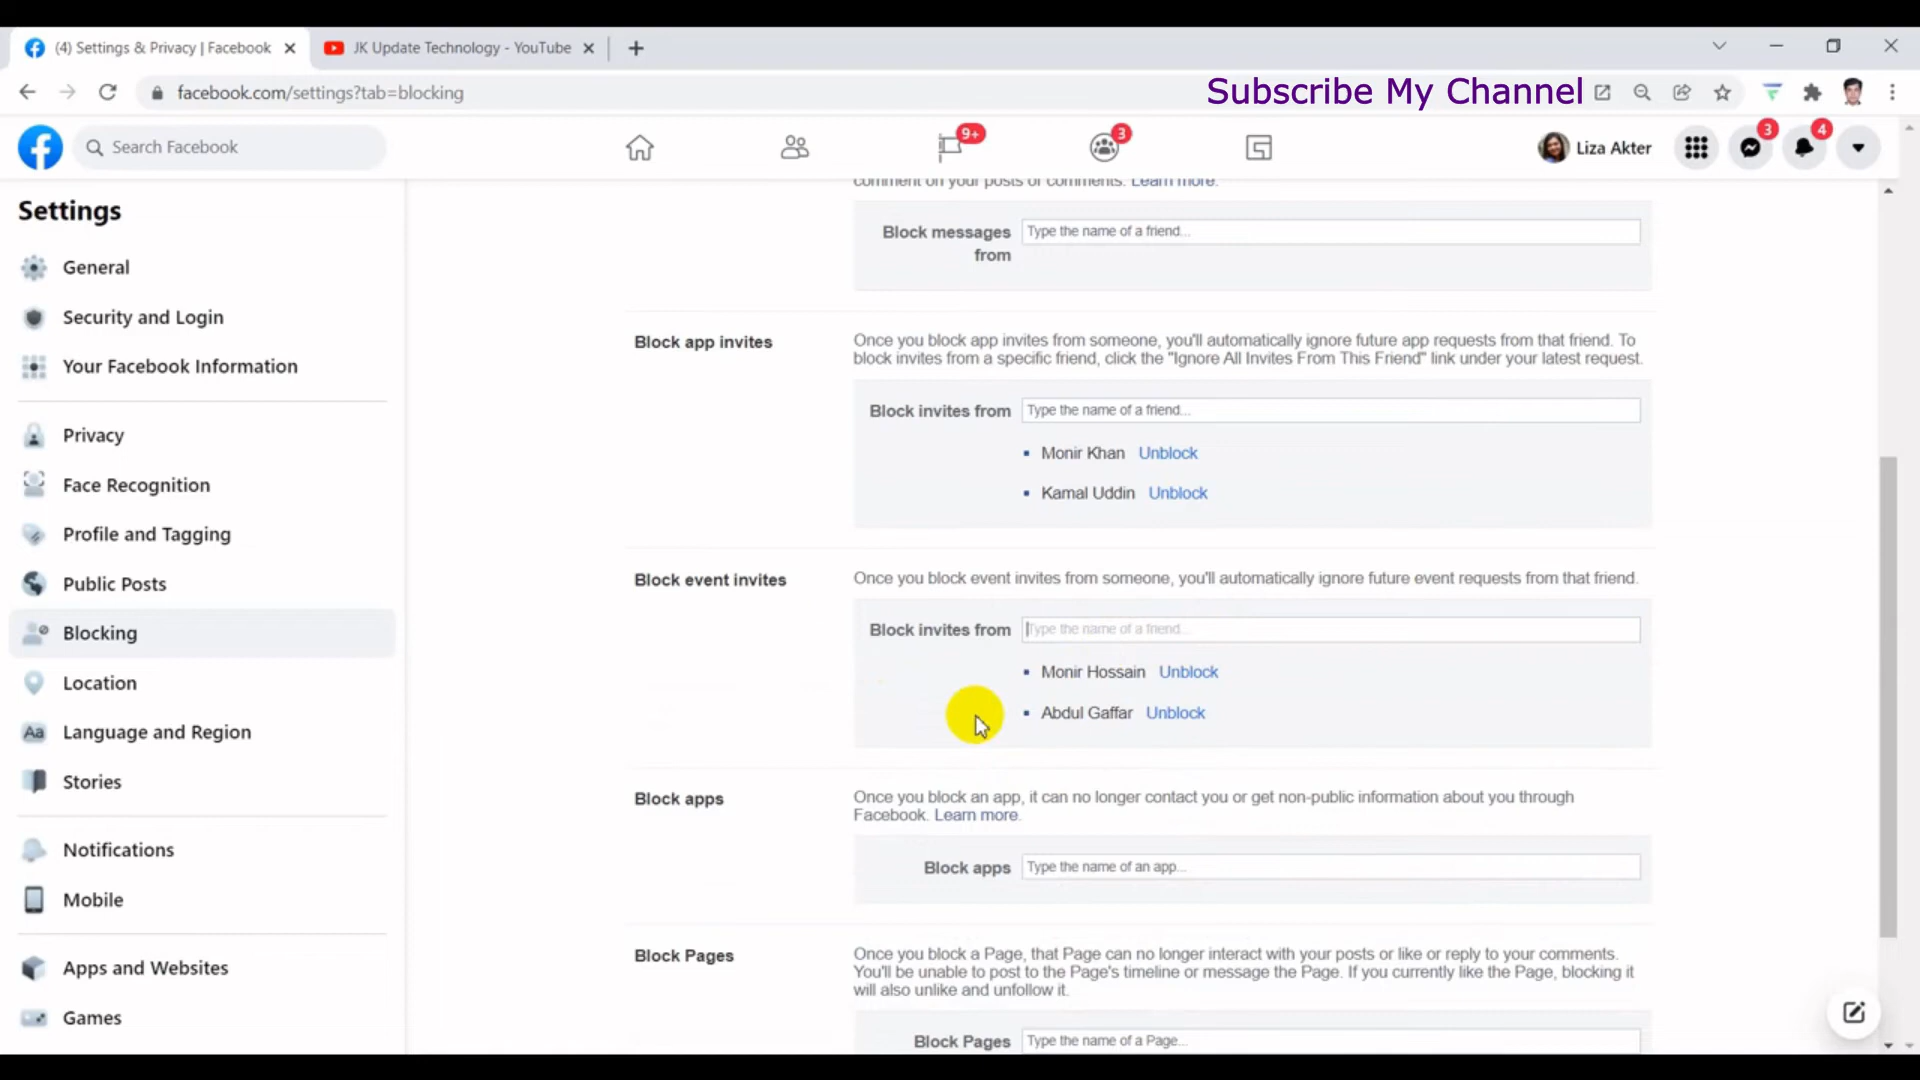 (4) Settings & Privacy | Facebook
JK Update Technology - YouTube
facebook.com/settings?tab=blocking
Subscribe My Channel
Search Facebook
9+
3
Liza Akter
3
4
Settings
General
Security and Login
Your Facebook Information
Privacy
Face Recognition
Profile and Tagging
Public Posts
Blocking
Location
Aa Language and Region
Stories
Notifications
Mobile
Apps and Websites
Games
comment on your posts or comments. Learn more.
Block messages from
Type the name of a friend...
Block app invites
Once you block app invites from someone, you'll automatically ignore future app requests from that friend. To
block invites from a specific friend, click the "Ignore All Invites From This Friend" link under your latest request.
Block invites from
Type the name of a friend...
Monir Khan Unblock
Kamal Uddin Unblock
Block event invites
Once you block event invites from someone, you'll automatically ignore future event requests from that friend.
Block invites from
Type the name of a friend...
Monir Hossain Unblock
Abdul Gaffar Unblock
Block apps
Once you block an app, it can no longer contact you or get non-public information about you through
Facebook. Learn more.
Block apps
Type the name of an app...
Block Pages
Once you block a Page, that Page can no longer interact with your posts or like or reply to your comments.
You'll be unable to post to the Page's timeline or message the Page. If you currently like the Page, blocking it
will also unlike and unfollow it.
Block Pages
Type the name of a Page...